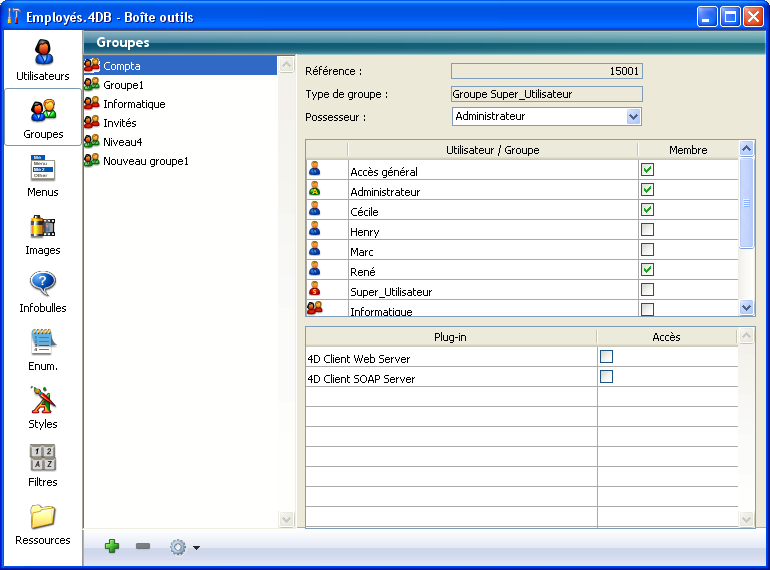 Employés.4DB - Boîte outils
Utilisateurs
Groupes
Menus
Images
Infobulles
Enum.
Styles
Filtres
Ressources
Groupes
Compta
Groupe1
Informatique
Invités
Niveau4
Nouveau groupe1
Référence : 15001
Type de groupe : Groupe Super_Utilisateur
Possesseur : Administrateur
Utilisateur / Groupe Membre
Accès général
Administrateur
Cécile
Henry
Marc
René
Super_Utilisateur
Informatique
Plug-in Accès
4D Client Web Server
4D Client SOAP Server